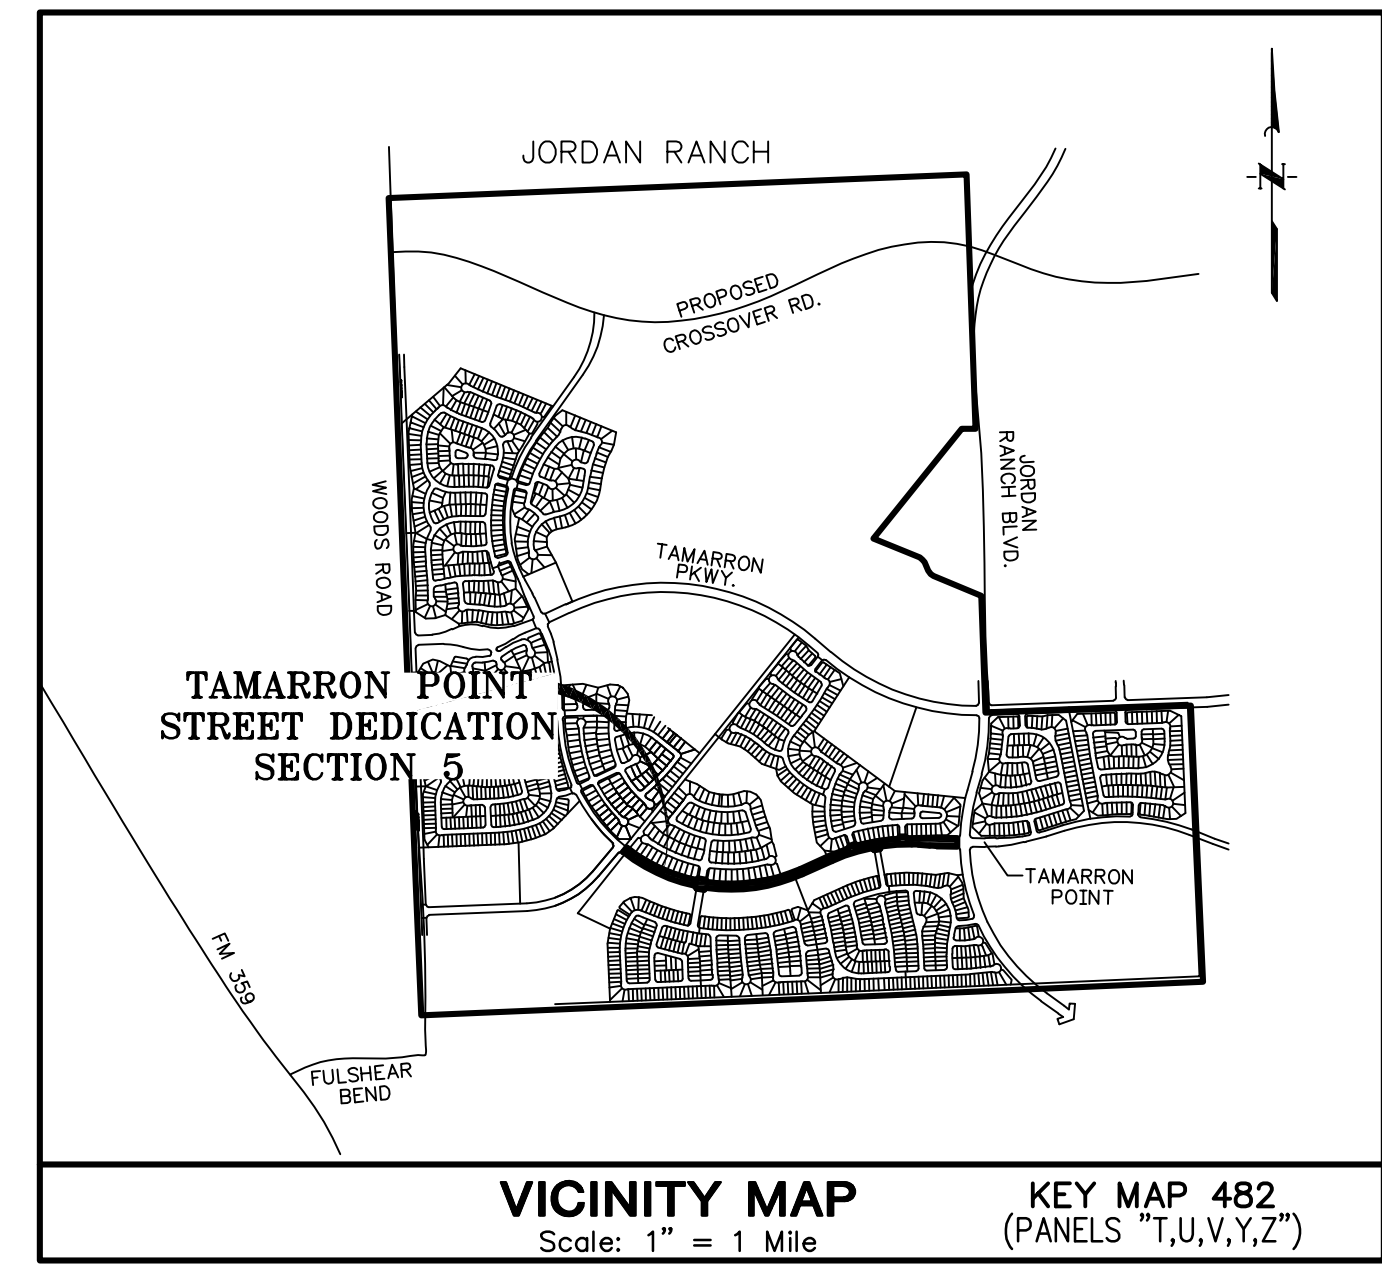 JORDAN RANCH
N
PROPOSED
CROSSOVER RD.
JORDAN
RANCH BLVD.
WOODS ROAD
TAMARRON
PKWY.
TAMARRON POINT
STREET DEDICATION
SECTION 5
TAMARRON
POINT
FM 359
FULSHEAR
BEND
VICINITY MAP
Scale: 1" = 1 Mile
KEY MAP 482
(PANELS "T,U,V,Y,Z")